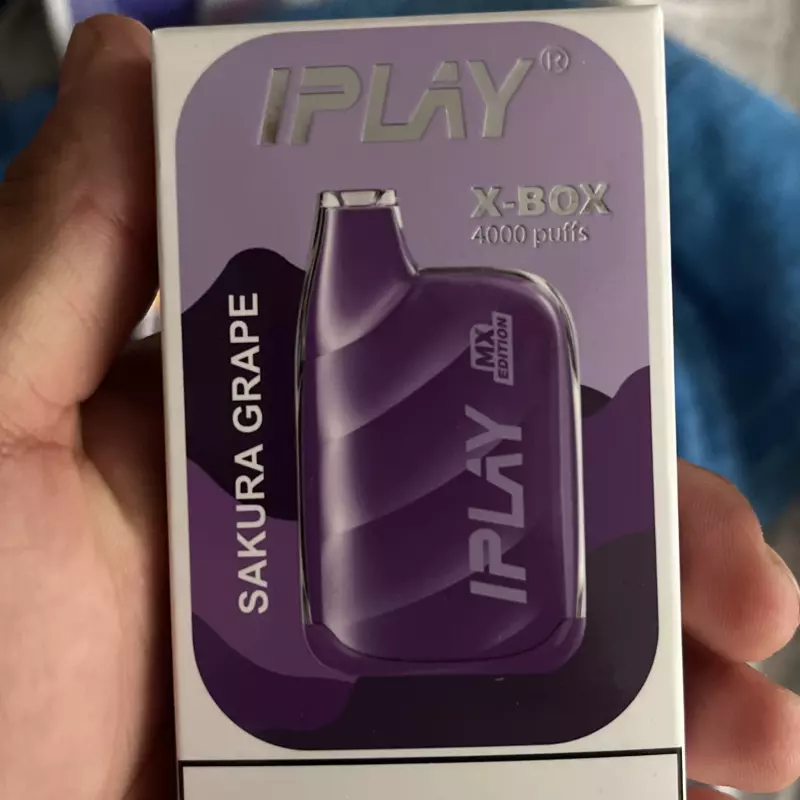 IPLAY®
X-BOX
4000 puffs
SAKURA GRAPE
MX
EDITION
IPLAY